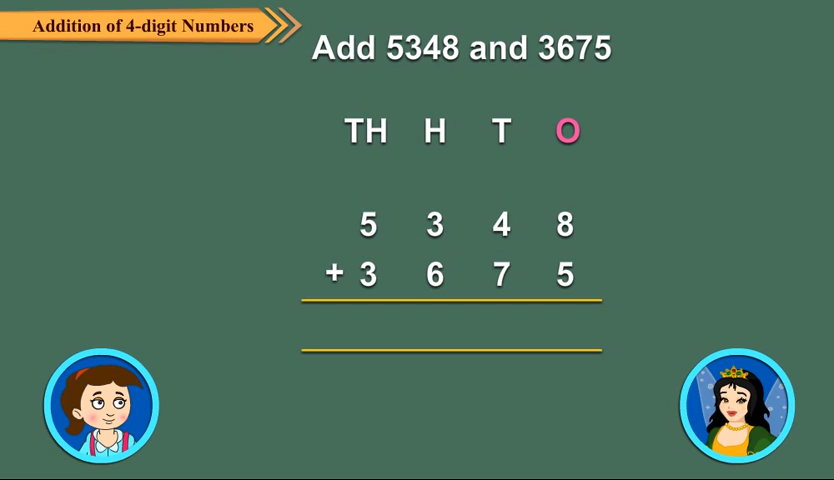 Addition of 4-digit Numbers
Add 5348 and 3675
TH H T O
5 3 4 8
+ 3 6 7 5